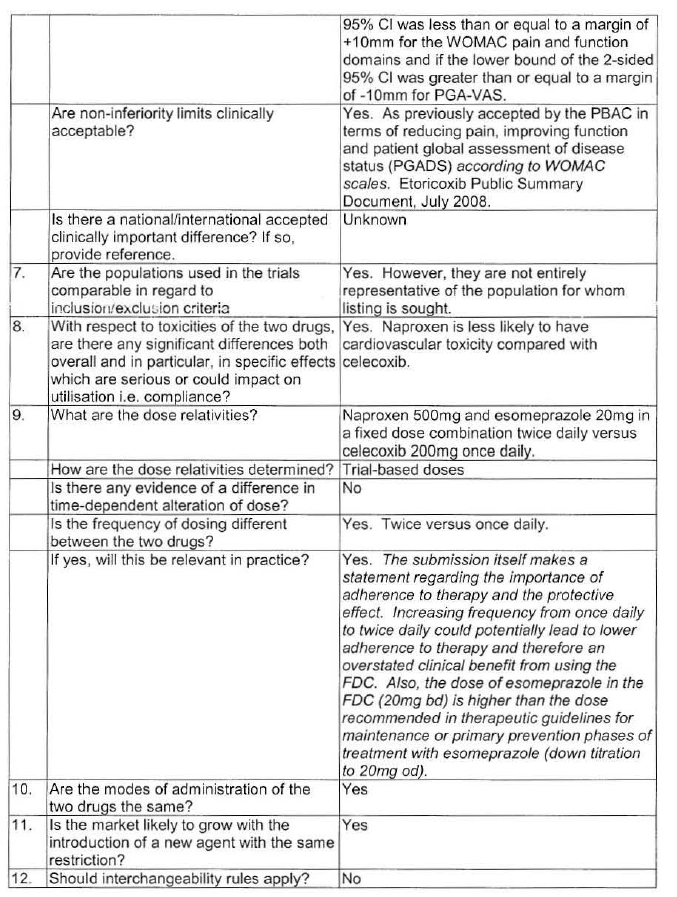 95% CI was less than or equal to a margin of
+10mm for the WOMAC pain and function
domains and if the lower bound of the 2-sided
95% CI was greater than or equal to a margin
of -10mm for PGA-VAS.
Are non-inferiority limits clinically
acceptable?
Yes. As previously accepted by the PBAC in
terms of reducing pain, improving function
and patient global assessment of disease
status (PGADS) according to WOMAC
scales. Etoricoxib Public Summary
Document, July 2008.
Is there a national/international accepted
clinically important difference? If so,
provide reference.
Unknown
7.
Are the populations used in the trials
comparable in regard to
inclusion/exclusion criteria
Yes. However, they are not entirely
representative of the population for whom
listing is sought.
8.
With respect to toxicities of the two drugs,
are there any significant differences both
overall and in particular, in specific effects
which are serious or could impact on
utilisation i.e. compliance?
Yes. Naproxen is less likely to have
cardiovascular toxicity compared with
celecoxib.
9.
What are the dose relativities?
Naproxen 500mg and esomeprazole 20mg in
a fixed dose combination twice daily versus
celecoxib 200mg once daily.
How are the dose relativities determined?
Trial-based doses
Is there any evidence of a difference in
time-dependent alteration of dose?
No
Is the frequency of dosing different
between the two drugs?
Yes. Twice versus once daily.
If yes, will this be relevant in practice?
Yes. The submission itself makes a
statement regarding the importance of
adherence to therapy and the protective
effect. Increasing frequency from once daily
to twice daily could potentially lead to lower
adherence to therapy and therefore an
overstated clinical benefit from using the
FDC. Also, the dose of esomeprazole in the
FDC (20mg bd) is higher than the dose
recommended in therapeutic guidelines for
maintenance or primary prevention phases of
treatment with esomeprazole (down titration
to 20mg od).
10.
Are the modes of administration of the
two drugs the same?
Yes
11.
Is the market likely to grow with the
introduction of a new agent with the same
restriction?
Yes
12.
Should interchangeability rules apply?
No